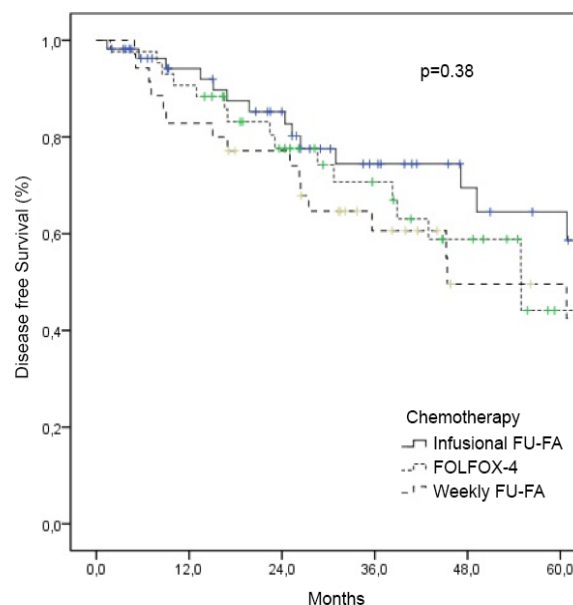 1,0
p=0.38
0,8
0,6
Disease free Survival (%)
0,4
0,2
0,0
Chemotherapy
Infusional FU-FA
FOLFOX-4
Weekly FU-FA
0,0 12,0 24,0 36,0 48,0 60,0
Months